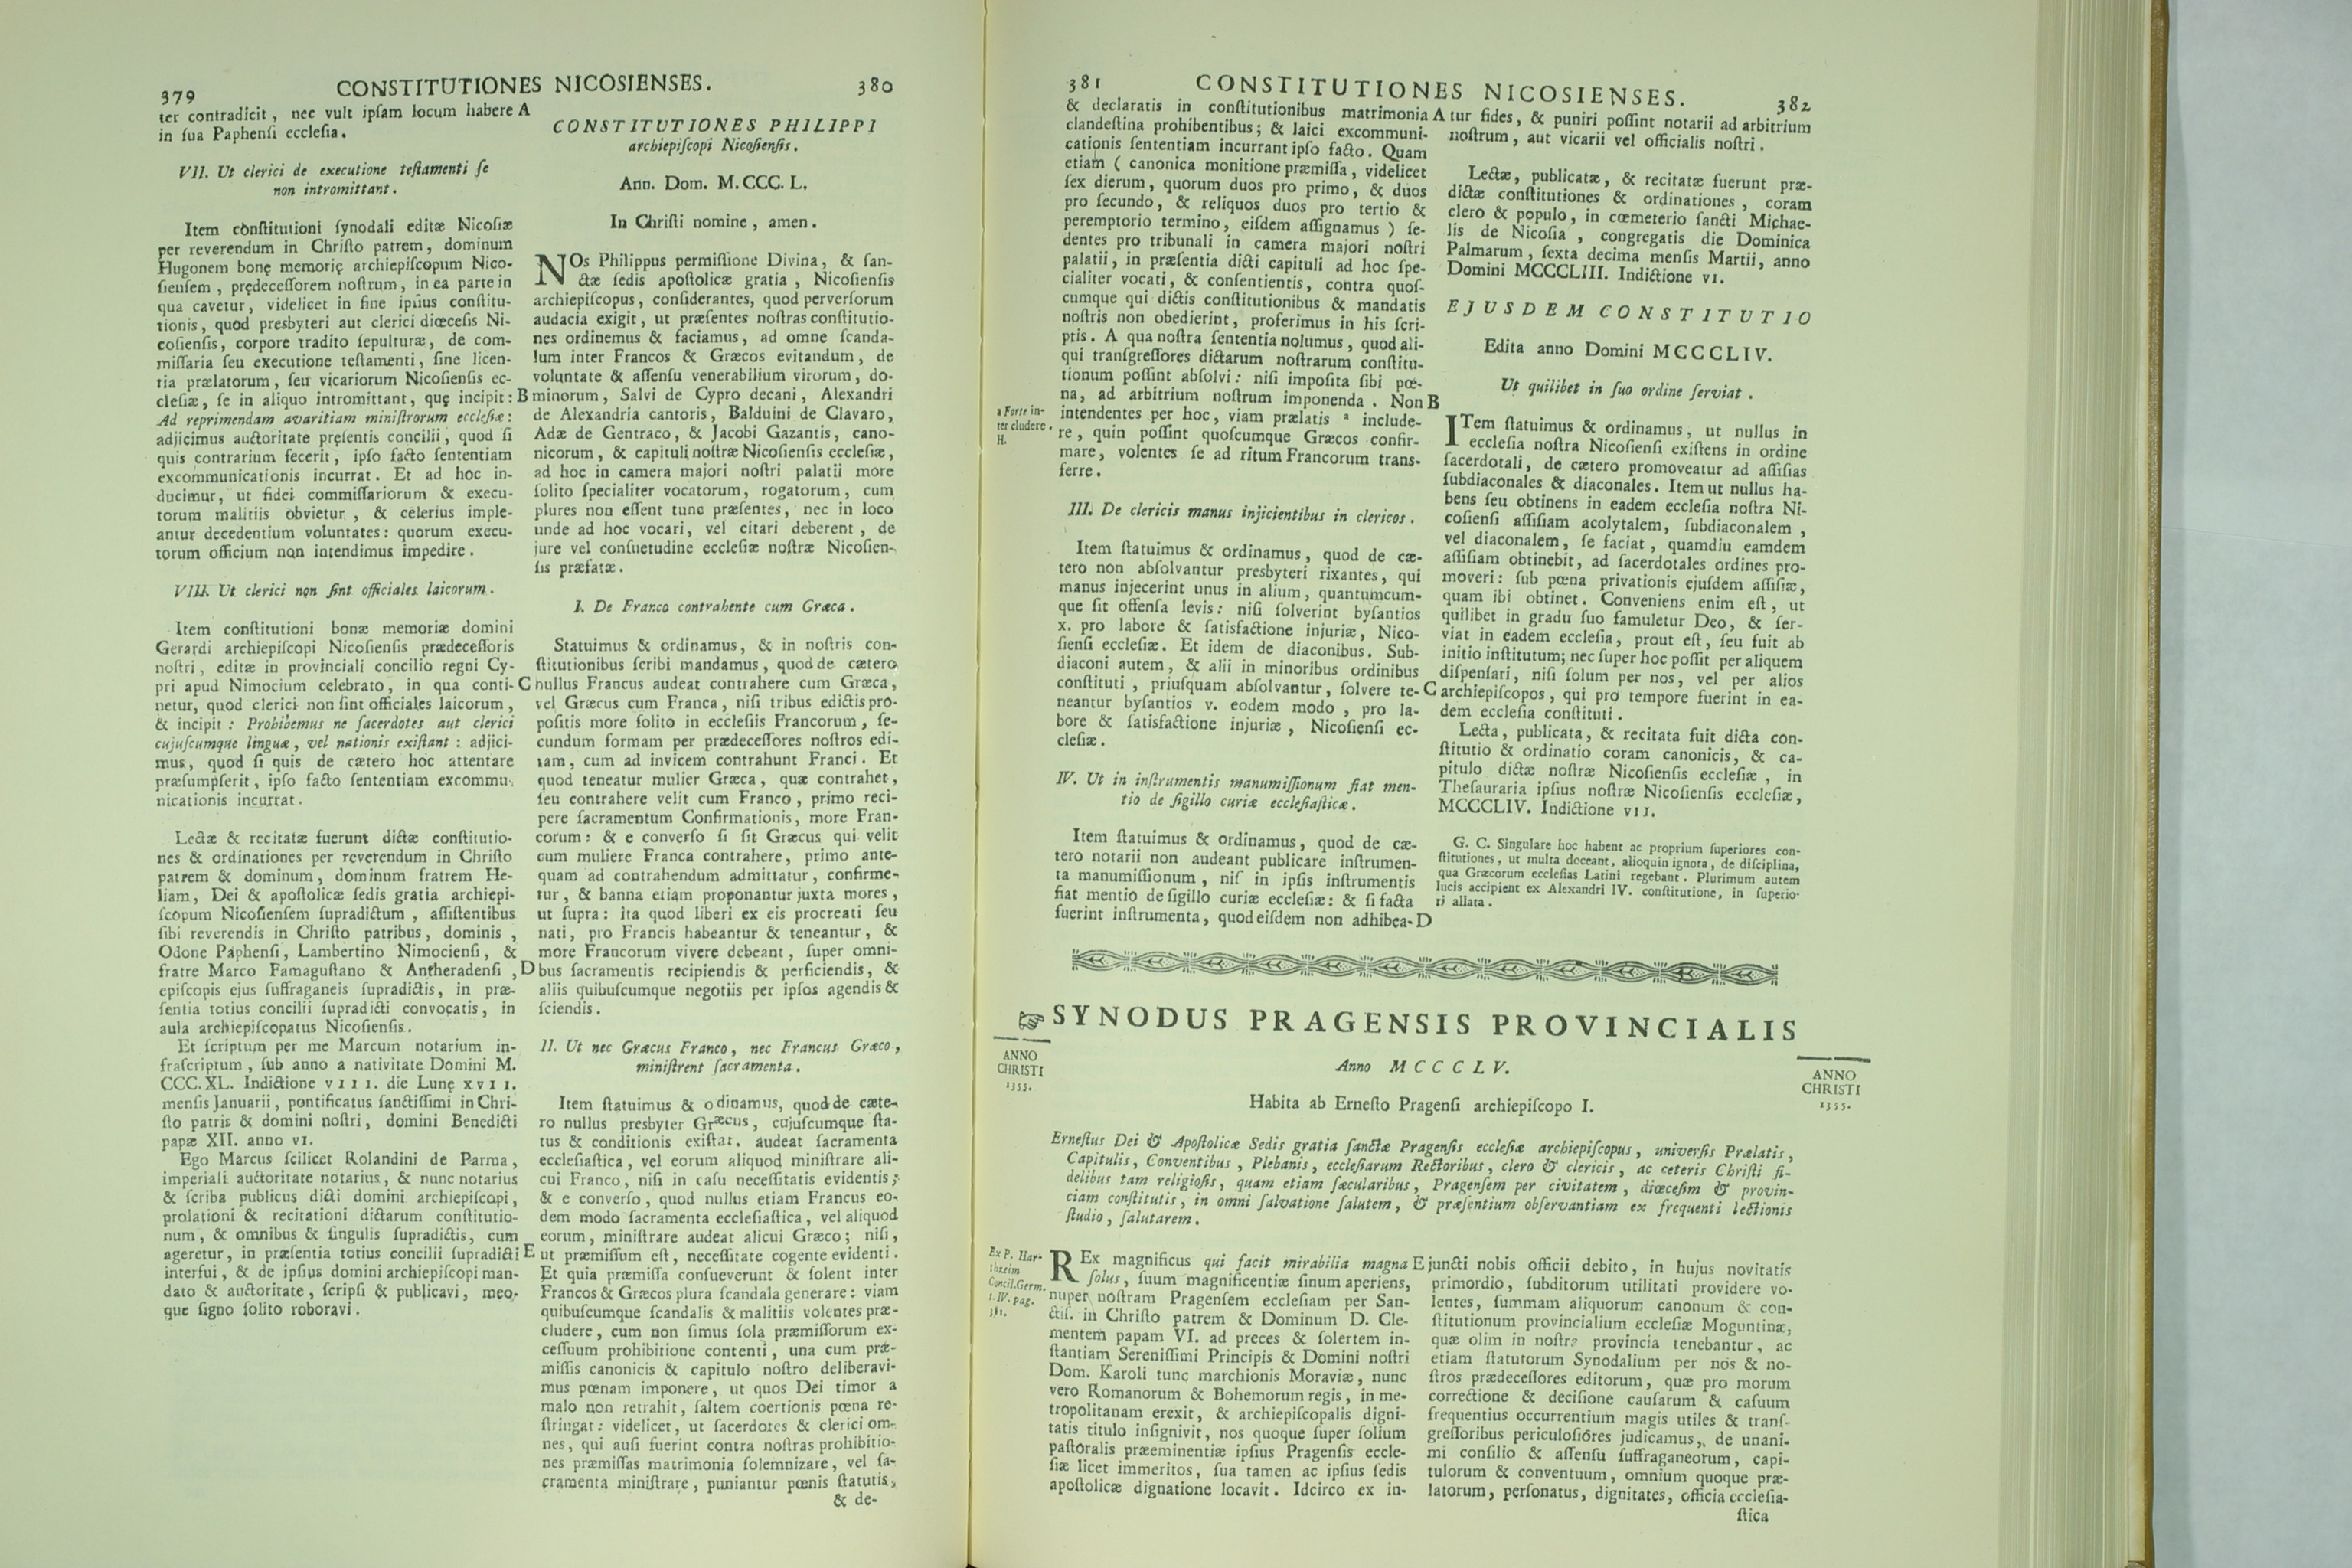 379
CONSTITUTIONES NICOSIENSES.
380
ter contradicit, nec vult ipſam locum habere A
in ſua Paphenſi eccleſia.
VII. Ut clerici de executione teſtamenti ſe
non intromittant.
Item conſtitutioni ſynodali editæ Nicoſiæ
per reverendum in Chriſto patrem, dominum
Hugonem bonę memorię archiepiſcopum Nico-
ſienſem, prędeceſſorem noſtrum, in ea parte in
qua cavetur, videlicet in fine ipſius conſtitu-
tionis, quod presbyteri aut clerici diœceſis Ni-
coſienſis, corpore tradito ſepulturæ, de com-
miſſaria ſeu executione teſtamenti, ſine licen-
tia prælatorum, ſeu vicariorum Nicoſienſis ec-
cleſiæ, ſe in aliquo intromittant, quę incipit: B
Ad reprimendam avaritiam miniſtrorum eccleſiæ:
adjicimus auctoritate pręſentis concilii, quod ſi
quis contrarium fecerit, ipſo facto ſententiam
excommunicationis incurrat. Et ad hoc in-
ducimur, ut fidei commiſſariorum & execu-
torum malitiis obvietur, & celerius imple-
antur decedentium voluntates: quorum execu-
torum officium non intendimus impedire.
VIII. Ut clerici non ſint officiales laicorum.
Item conſtitutioni bonæ memoriæ domini
Gerardi archiepiſcopi Nicoſienſis prædeceſſoris
noſtri, editæ in provinciali concilio regni Cy-
pri apud Nimocium celebrato, in qua conti- C
netur, quod clerici non ſint officiales laicorum,
& incipit: Prohibemus ne ſacerdotes aut clerici
cujuſcumque linguæ, vel nationis exiſtant: adjici-
mus, quod ſi quis de cætero hoc attentare
præſumpſerit, ipſo facto ſententiam excommu-
nicationis incurrat.
Lectæ & recitatæ fuerunt dictæ conſtitutio-
nes & ordinationes per reverendum in Chriſto
patrem & dominum, dominum fratrem He-
liam, Dei & apoſtolicæ ſedis gratia archiepi-
ſcopum Nicoſienſem ſupradictum, aſſiſtentibus
ſibi reverendis in Chriſto patribus, dominis,
Odone Paphenſi, Lambertino Nimocienſi, &
fratre Marco Famaguſtano & Antheradenſi, D
epiſcopis ejus ſuffraganeis ſupradictis, in præ-
ſentia totius concilii ſupradicti convocatis, in
aula archiepiſcopatus Nicoſienſis.
Et ſcriptum per me Marcum notarium in-
fraſcriptum, ſub anno a nativitate Domini M.
CCC. XL. Indictione VIII. die Lunę XVII.
menſis Januarii, pontificatus ſanctiſſimi in Chri-
ſto patris & domini noſtri, domini Benedicti
papæ XII. anno VI.
Ego Marcus ſcilicet Rolandini de Parma,
imperiali auctoritate notarius, & nunc notarius
& ſcriba publicus dicti domini archiepiſcopi,
prolationi & recitationi dictarum conſtitutio-
num, & omnibus & ſingulis ſupradictis, cum
ageretur, in præſentia totius concilii ſupradicti E
interfui, & de ipſius domini archiepiſcopi man-
dato & auctoritate, ſcripſi & publicavi, meo-
que ſigno ſolito roboravi.
CONSTITUTIONES PHILIPPI
archiepiſcopi Nicoſienſis.
Ann. Dom. M. CCC. L.
In Chriſti nomine, amen.
NOs Philippus permiſſione Divina, & ſan-
ctæ ſedis apoſtolicæ gratia, Nicoſienſis
archiepiſcopus, conſiderantes, quod perverſorum
audacia exigit, ut præſentes noſtras conſtitutio-
nes ordinemus & faciamus, ad omne ſcanda-
lum inter Francos & Græcos evitandum, de
voluntate & aſſenſu venerabilium virorum, do-
minorum, Salvi de Cypro decani, Alexandri
de Alexandria cantoris, Balduini de Clavaro,
Adæ de Gentraco, & Jacobi Gazantis, cano-
nicorum, & capituli noſtræ Nicoſienſis eccleſiæ,
ad hoc in camera majori noſtri palatii more
ſolito ſpecialiter vocatorum, rogatorum, cum
plures non eſſent tunc præſentes, nec in loco
unde ad hoc vocari, vel citari deberent, de
jure vel conſuetudine eccleſiæ noſtræ Nicoſien-
ſis præfatæ.
I. De Franco contrahente cum Græca.
Statuimus & ordinamus, & in noſtris con-
ſtitutionibus ſcribi mandamus, quod de cætero
nullus Francus audeat contrahere cum Græca,
vel Græcus cum Franca, niſi tribus edictis pro-
poſitis more ſolito in eccleſiis Francorum, ſe-
cundum formam per prædeceſſores noſtros edi-
tam, cum ad invicem contrahunt Franci. Et
quod teneatur mulier Græca, quæ contrahet,
ſeu contrahere velit cum Franco, primo reci-
pere ſacramentum Confirmationis, more Fran-
corum: & e converſo ſi ſit Græcus qui velit
cum muliere Franca contrahere, primo ante-
quam ad contrahendum admittatur, confirme-
tur, & banna etiam proponantur juxta mores,
ut ſupra: ita quod liberi ex eis procreati ſeu
nati, pro Francis habeantur & teneantur, &
more Francorum vivere debeant, ſuper omni-
bus ſacramentis recipiendis & perficiendis, &
aliis quibuſcumque negotiis per ipſos agendis &
ſciendis.
II. Ut nec Græcus Franco, nec Francus Græco,
miniſtrent ſacramenta.
Item ſtatuimus & odinamus, quod de cæte-
ro nullus presbyter Græcus, cujuſcumque ſta-
tus & conditionis exiſtat, audeat ſacramenta
eccleſiaſtica, vel eorum aliquod miniſtrare ali-
cui Franco, niſi in caſu neceſſitatis evidentis;
& e converſo, quod nullus etiam Francus eo-
dem modo ſacramenta eccleſiaſtica, vel aliquod
eorum, miniſtrare audeat alicui Græco; niſi,
ut præmiſſum eſt, neceſſitate cogente evidenti.
Et quia præmiſſa conſueverunt & ſolent inter
Francos & Græcos plura ſcandala generare: viam
quibuſcumque ſcandalis & malitiis volentes præ-
cludere, cum non ſimus ſola præmiſſorum ex-
ceſſuum prohibitione contenti, una cum præ-
miſſis canonicis & capitulo noſtro deliberavi-
mus pœnam imponere, ut quos Dei timor a
malo non retrahit, ſaltem coertionis pœna re-
ſtringat: videlicet, ut ſacerdotes & clerici om-
nes, qui auſi fuerint contra noſtras prohibitio-
nes præmiſſas matrimonia ſolemnizare, vel ſa-
cramenta miniſtrare, puniantur pœnis ſtatutis,
& de-
381
CONSTITUTIONES NICOSIENSES.
382
& declaratis in conſtitutionibus matrimonia A
clandeſtina prohibentibus; & laici excommuni-
cationis ſententiam incurrant ipſo facto. Quam
etiam (canonica monitione præmiſſa, videlicet
ſex dierum, quorum duos pro primo, & duos
pro ſecundo, & reliquos duos pro tertio &
peremptorio termino, eiſdem aſſignamus) ſe-
dentes pro tribunali in camera majori noſtri
palatii, in præſentia dicti capituli ad hoc ſpe-
cialiter vocati, & conſentientis, contra quoſ-
cumque qui dictis conſtitutionibus & mandatis
noſtris non obedierint, proferimus in his ſcri-
ptis. A qua noſtra ſententia nolumus, quod ali-
qui tranſgreſſores dictarum noſtrarum conſtitu-
tionum poſſint abſolvi: niſi impoſita ſibi pœ-
na, ad arbitrium noſtrum imponenda. Non B
intendentes per hoc, viam prælatis a include-
re, quin poſſint quoſcumque Græcos confir-
mare, volentes ſe ad ritum Francorum trans-
ferre.
a Forte in-
tercludere.
H.
III. De clericis manus injicientibus in clericos.
Item ſtatuimus & ordinamus, quod de cæ-
tero non abſolvantur presbyteri rixantes, qui
manus injecerint unus in alium, quantumcum-
que ſit offenſa levis: niſi ſolverint byſantios
x. pro labore & ſatisfactione injuriæ, Nico-
ſienſi eccleſiæ. Et idem de diaconibus. Sub-
diaconi autem, & alii in minoribus ordinibus
conſtituti, priuſquam abſolvantur, ſolvere te- C
neantur byſantios v. eodem modo, pro la-
bore & ſatisfactione injuriæ, Nicoſienſi ec-
cleſiæ.
IV. Ut in inſtrumentis manumiſſionum fiat men-
tio de ſigillo curiæ eccleſiaſticæ.
Item ſtatuimus & ordinamus, quod de cæ-
tero notarii non audeant publicare inſtrumen-
ta manumiſſionum, niſ in ipſis inſtrumentis
fiat mentio de ſigillo curiæ eccleſiæ: & ſi facta
fuerint inſtrumenta, quod eiſdem non adhibea- D
tur fides, & puniri poſſint notarii ad arbitrium
noſtrum, aut vicarii vel officialis noſtri.
Lectæ, publicatæ, & recitatæ fuerunt præ-
dictæ conſtitutiones & ordinationes, coram
clero & populo, in cœmeterio ſancti Michae-
lis de Nicoſia, congregatis die Dominica
Palmarum, ſexta decima menſis Martii, anno
Domini MCCCLIII. Indictione VI.
EJUSDEM CONSTITUTIO
Edita anno Domini MCCCLIV.
Ut quilibet in ſuo ordine ſerviat.
ITem ſtatuimus & ordinamus, ut nullus in
eccleſia noſtra Nicoſienſi exiſtens in ordine
ſacerdotali, de cætero promoveatur ad aſſiſias
ſubdiaconales & diaconales. Item ut nullus ha-
bens ſeu obtinens in eadem eccleſia noſtra Ni-
coſienſi aſſiſiam acolytalem, ſubdiaconalem,
vel diaconalem, ſe faciat, quamdiu eamdem
aſſiſiam obtinebit, ad ſacerdotales ordines pro-
moveri: ſub pœna privationis ejuſdem aſſiſiæ,
quam ibi obtinet. Conveniens enim eſt, ut
quilibet in gradu ſuo famuletur Deo, & ſer-
viat in eadem eccleſia, prout eſt, ſeu fuit ab
initio inſtitutum; nec ſuper hoc poſſit per aliquem
diſpenſari, niſi ſolum per nos, vel per alios
archiepiſcopos, qui pro tempore fuerint in ea-
dem eccleſia conſtituti.
Lecta, publicata, & recitata fuit dicta con-
ſtitutio & ordinatio coram canonicis, & ca-
pitulo dictæ noſtræ Nicoſienſis eccleſiæ, in
Theſauraria ipſius noſtræ Nicoſienſis eccleſiæ,
MCCCLIV. Indictione VII.
G. C. Singulare hoc habent ac proprium ſuperiores con-
ſtitutiones, ut multa doceant, alioquin ignota, de diſciplina,
qua Græcorum eccleſias Latini regebant. Plurimum autem
lucis accipient ex Alexandri IV. conſtitutione, in ſuperio-
ri allata.
☞ SYNODUS PRAGENSIS PROVINCIALIS
ANNO
CHRISTI
1355.
Anno MCCCLV.
ANNO
CHRISTI
1355.
Habita ab Erneſto Pragenſi archiepiſcopo I.
Erneſtus Dei & Apoſtolicæ Sedis gratia ſanctæ Pragenſis eccleſiæ archiepiſcopus, univerſis Prælatis,
Capitulis, Conventibus, Plebanis, eccleſiarum Rectoribus, clero & clericis, ac ceteris Chriſti fi-
delibus tam religioſis, quam etiam ſæcularibus, Pragenſem per civitatem, diœceſim & provin-
ciam conſtitutis, in omni ſalvatione ſalutem, & præſentium obſervantiam ex frequenti lectionis
ſtudio, ſalutarem.
Ex P. Har-
tzheim
Concil. Germ.
t. IV. pag.
381.
REx magnificus qui facit mirabilia magna E
ſolus, ſuum magnificentiæ ſinum aperiens,
nuper noſtram Pragenſem eccleſiam per San-
ctiſ. in Chriſto patrem & Dominum D. Cle-
mentem papam VI. ad preces & ſolertem in-
ſtantiam Sereniſſimi Principis & Domini noſtri
Dom. Karoli tunc marchionis Moraviæ, nunc
vero Romanorum & Bohemorum regis, in me-
tropolitanam erexit, & archiepiſcopalis digni-
tatis titulo inſignivit, nos quoque ſuper ſolium
paſtoralis præeminentiæ ipſius Pragenſis eccle-
ſiæ licet immeritos, ſua tamen ac ipſius ſedis
apoſtolicæ dignatione locavit. Idcirco ex in-
juncti nobis officii debito, in hujus novitatis
primordio, ſubditorum utilitati providere vo-
lentes, ſummam aliquorum canonum & con-
ſtitutionum provincialium eccleſiæ Moguntinæ,
quæ olim in noſtra provincia tenebantur, ac
etiam ſtatutorum Synodalium per nos & no-
ſtros prædeceſſores editorum, quæ pro morum
correctione & deciſione cauſarum & caſuum
frequentius occurrentium magis utiles & tranſ-
greſſoribus periculoſiores judicamus, de unani-
mi conſilio & aſſenſu ſuffraganeorum, capi-
tulorum & conventuum, omnium quoque præ-
latorum, perſonatus, dignitates, officia eccleſia-
ſtica